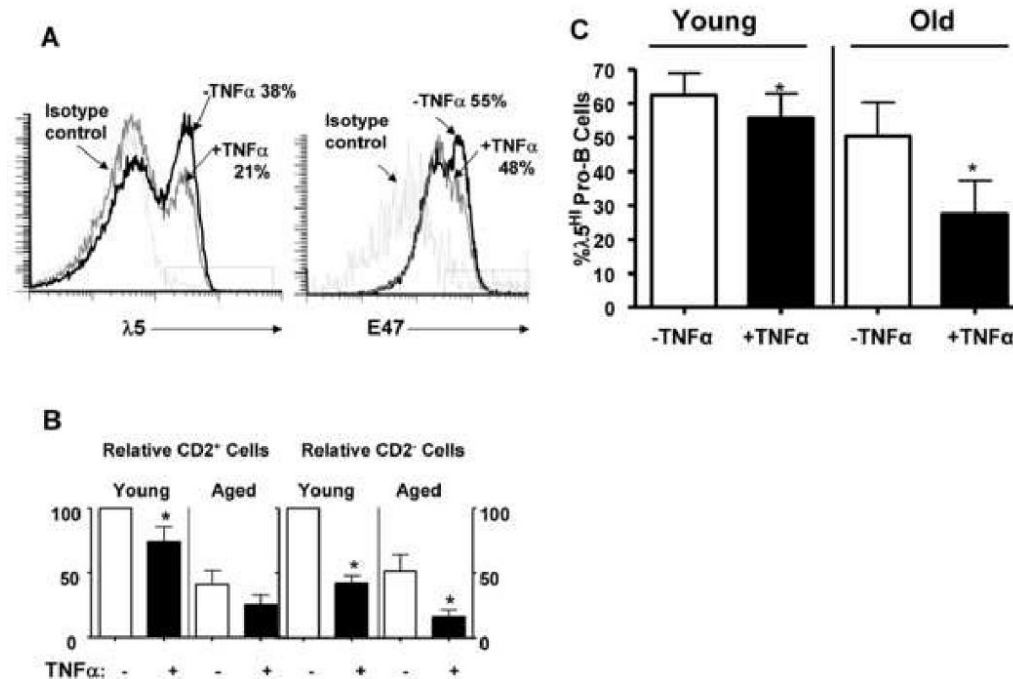 A
Isotype
control
-TNFα 38%
+TNFα
21%
λ5
Isotype
control
-TNFα 55%
+TNFα
48%
E47
C
Young Old
%λ5HI Pro-B Cells
70
60
50
40
30
20
10
0
*
*
-TNFα +TNFα -TNFα +TNFα
B
Relative CD2+ Cells Relative CD2- Cells
Young Aged Young Aged
100 100
50 50
0 0
* * *
TNFα: - + - + - + - +